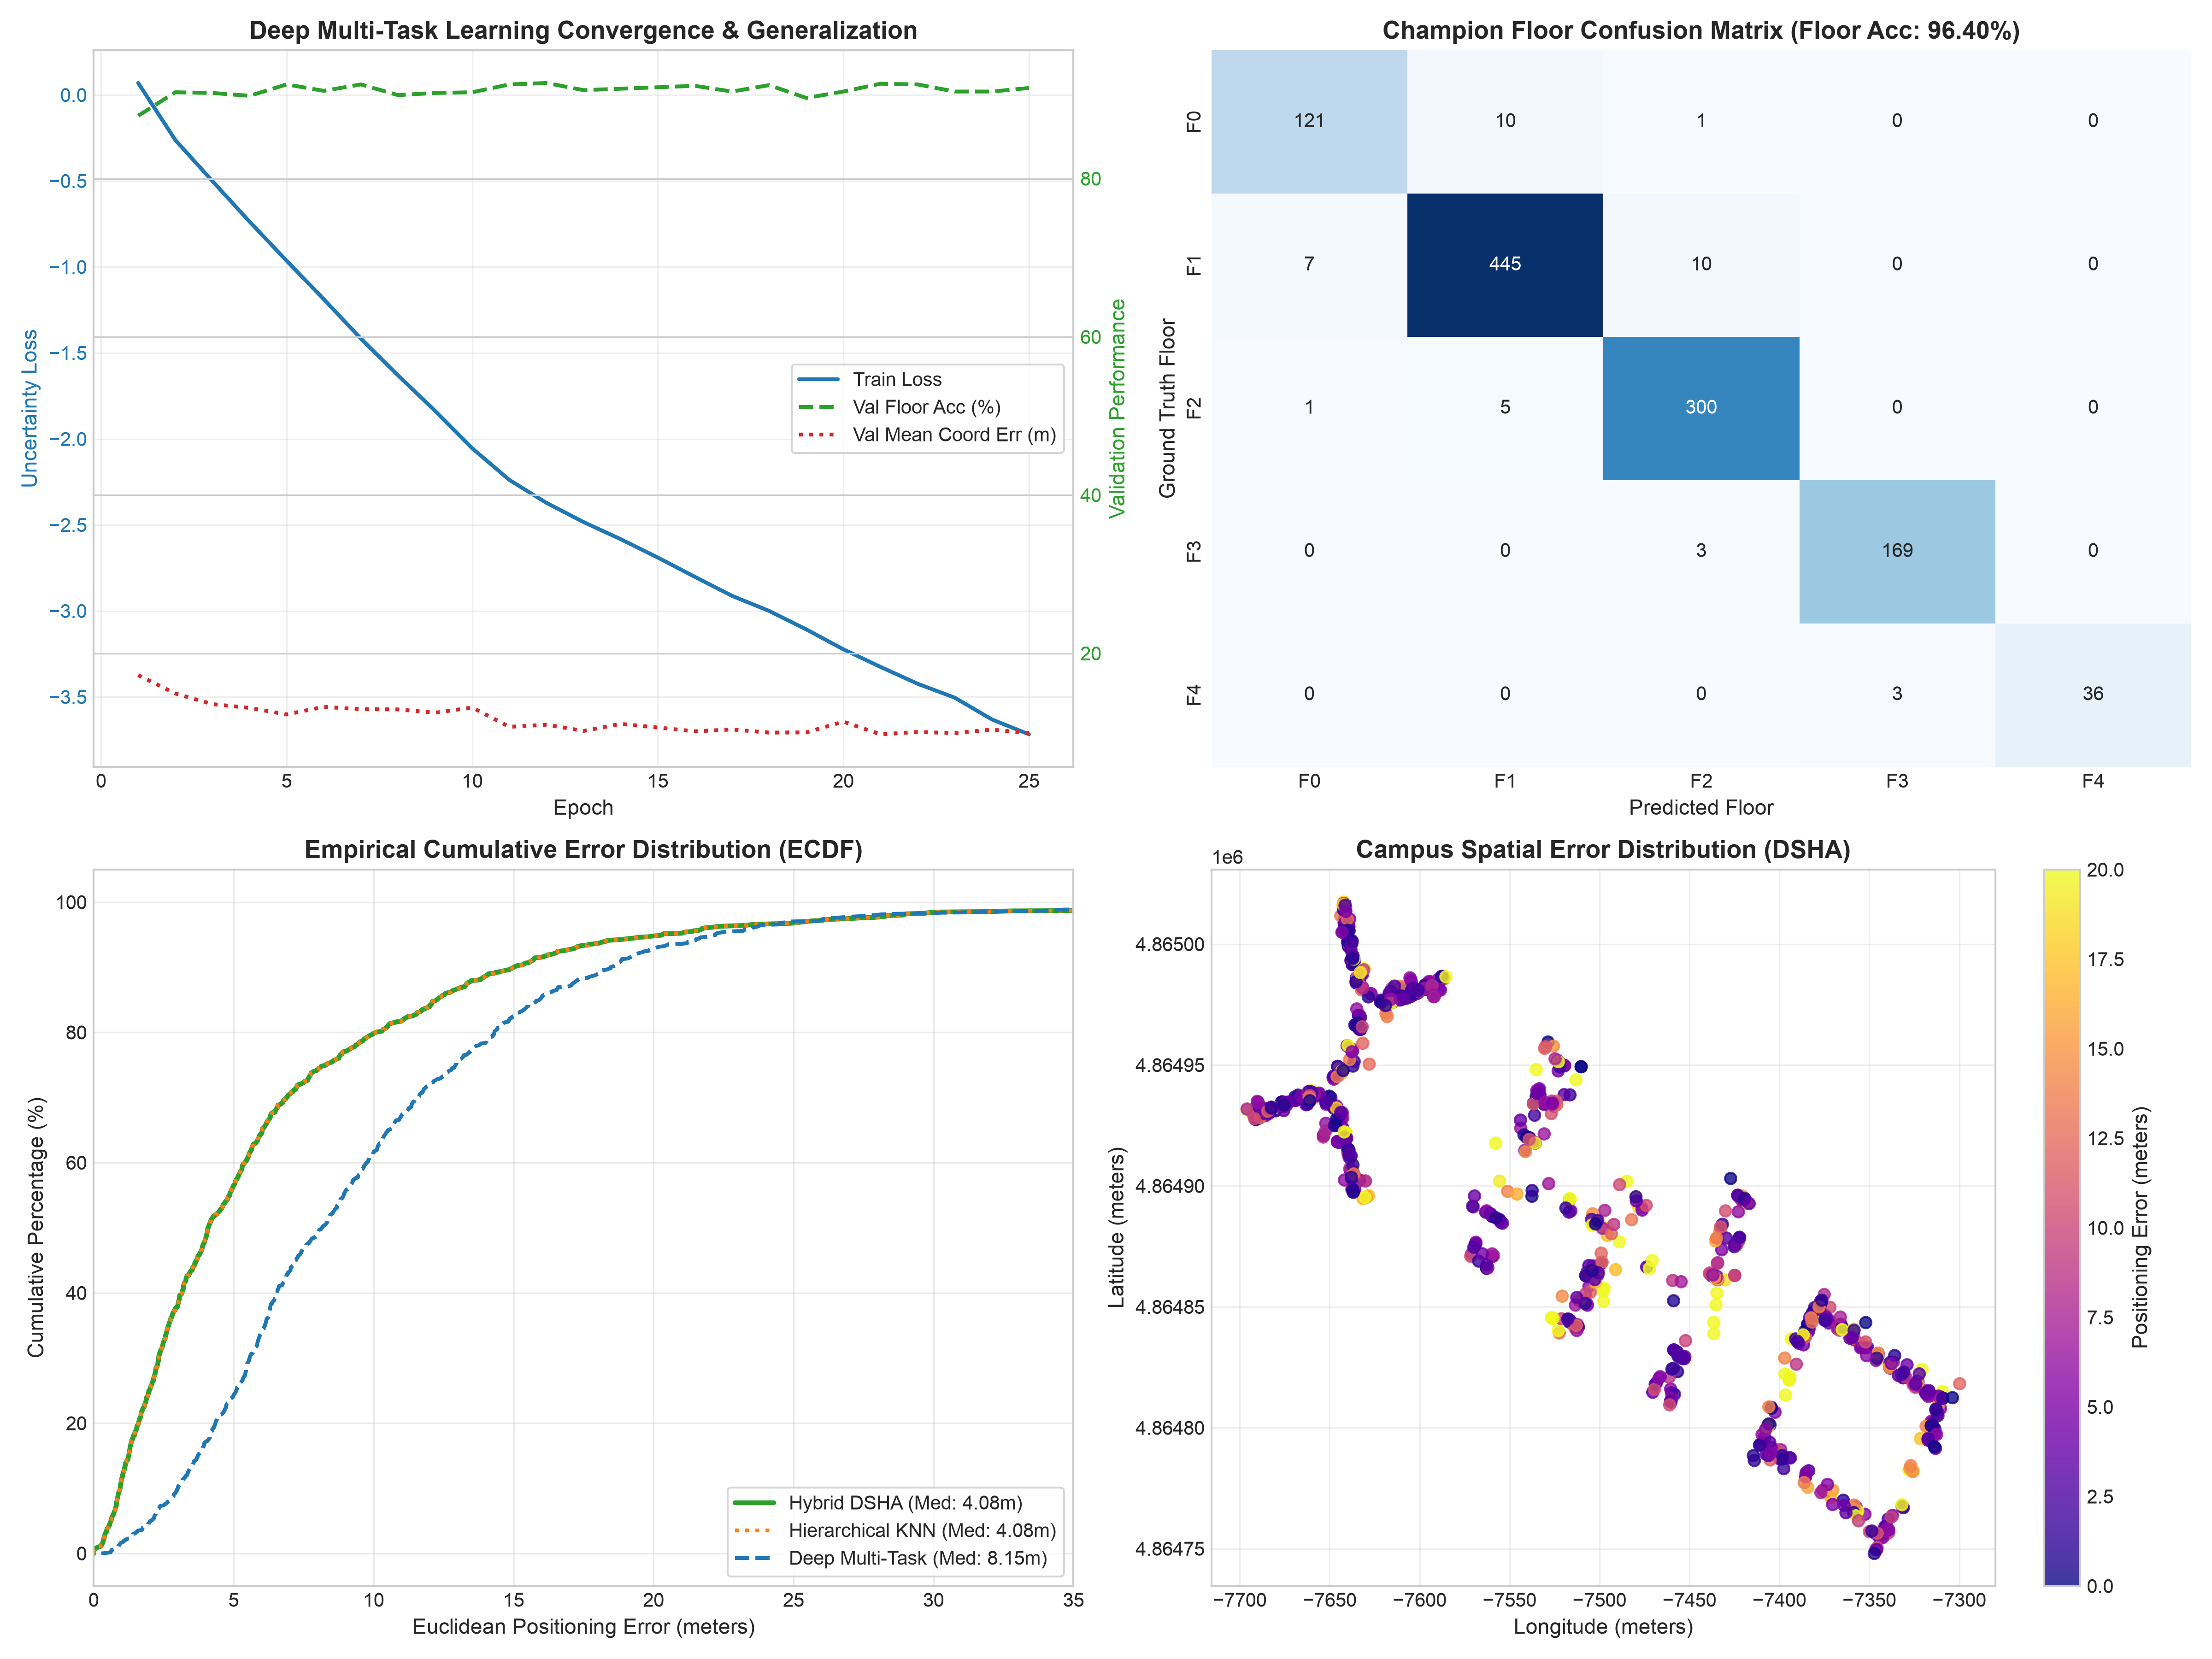 Deep Multi-Task Learning Convergence & Generalization
0.0
−0.5
−1.0
−1.5
−2.0
−2.5
−3.0
−3.5
Uncertainty Loss
80
60
40
20
Validation Performance
Train Loss
Val Floor Acc (%)
Val Mean Coord Err (m)
0 5 10 15 20 25
Epoch
Champion Floor Confusion Matrix (Floor Acc: 96.40%)
Ground Truth Floor
F0 121 10 1 0 0
F1 7 445 10 0 0
F2 1 5 300 0 0
F3 0 0 3 169 0
F4 0 0 0 3 36
F0 F1 F2 F3 F4
Predicted Floor
Empirical Cumulative Error Distribution (ECDF)
100
80
60
40
20
0
Cumulative Percentage (%)
Hybrid DSHA (Med: 4.08m)
Hierarchical KNN (Med: 4.08m)
Deep Multi-Task (Med: 8.15m)
0 5 10 15 20 25 30 35
Euclidean Positioning Error (meters)
Campus Spatial Error Distribution (DSHA)
1e6
4.86500
4.86495
4.86490
4.86485
4.86480
4.86475
Latitude (meters)
−7700 −7650 −7600 −7550 −7500 −7450 −7400 −7350 −7300
Longitude (meters)
20.0
17.5
15.0
12.5
10.0
7.5
5.0
2.5
0.0
Positioning Error (meters)